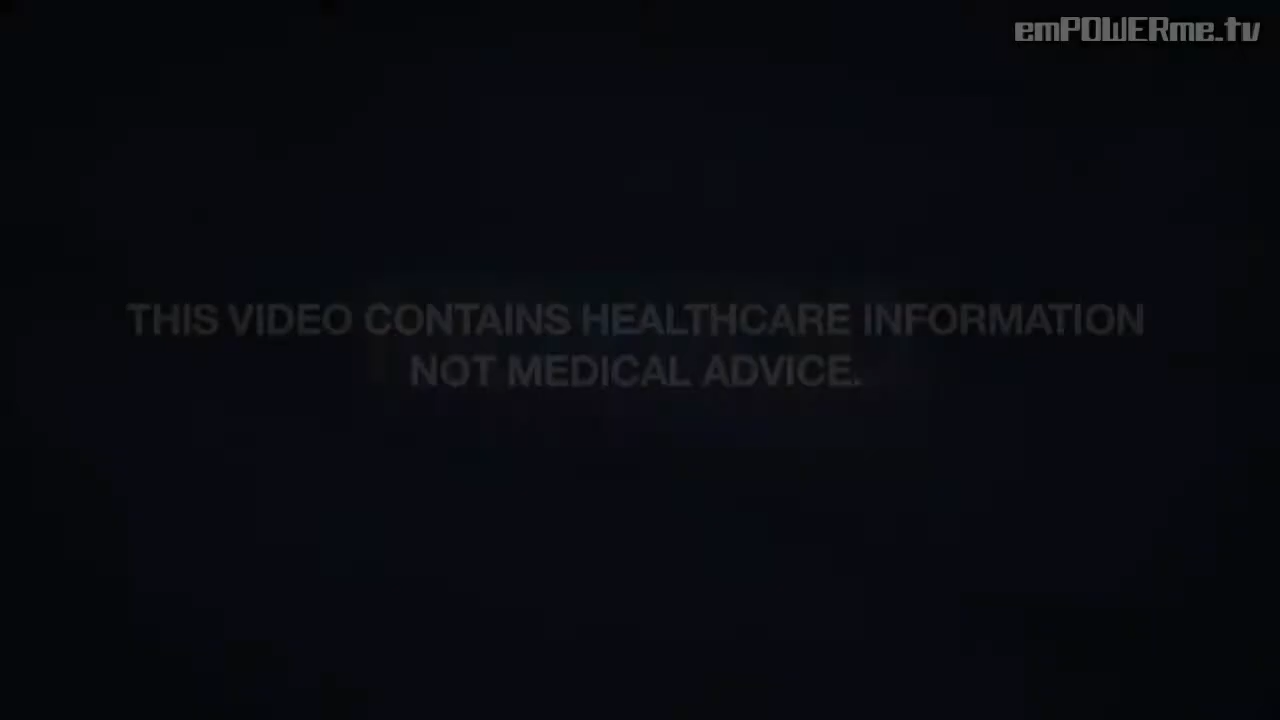 emPOWERme.tv
THIS VIDEO CONTAINS HEALTHCARE INFORMATION
NOT MEDICAL ADVICE.